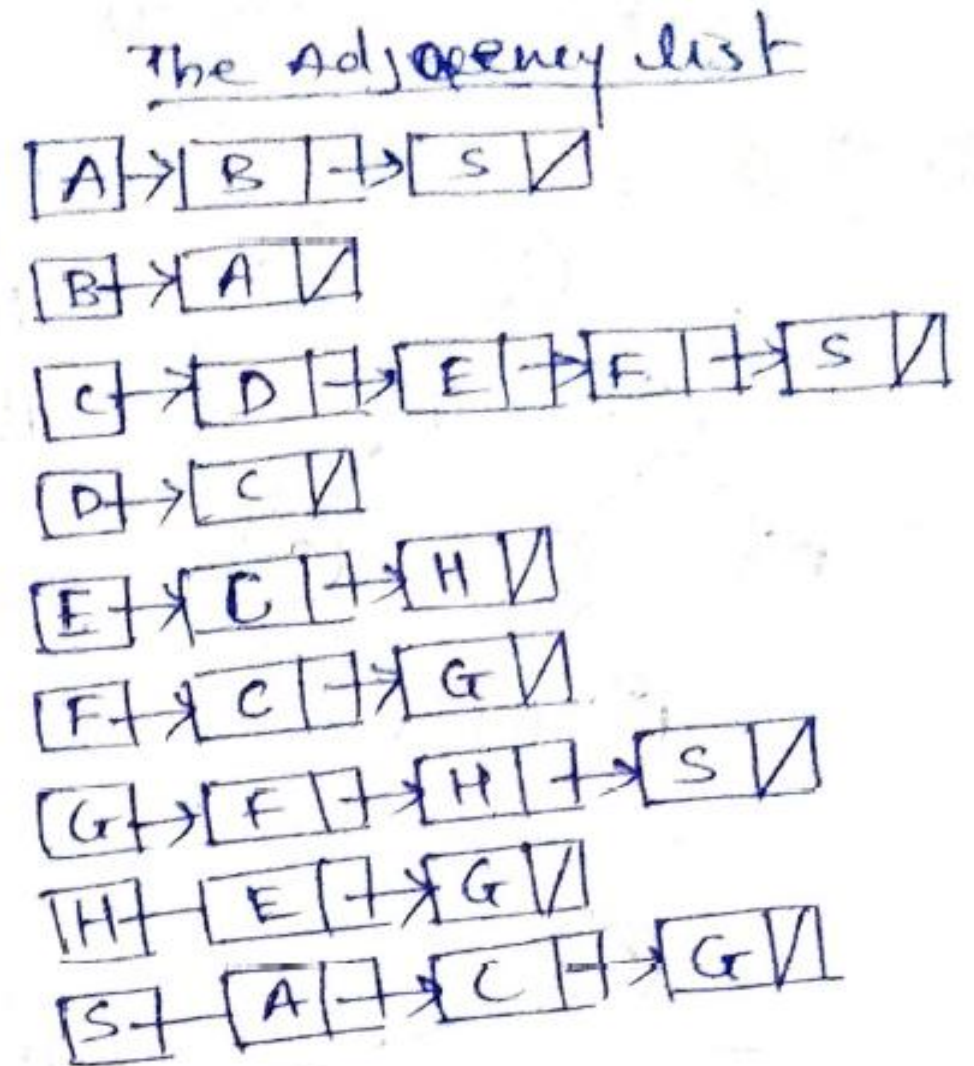 The Adjacency list
A → B → S
B → A
C → D → E → F → S
D → C
E → C → H
F → C → G
G → F → H → S
H E → G
S A → C → G